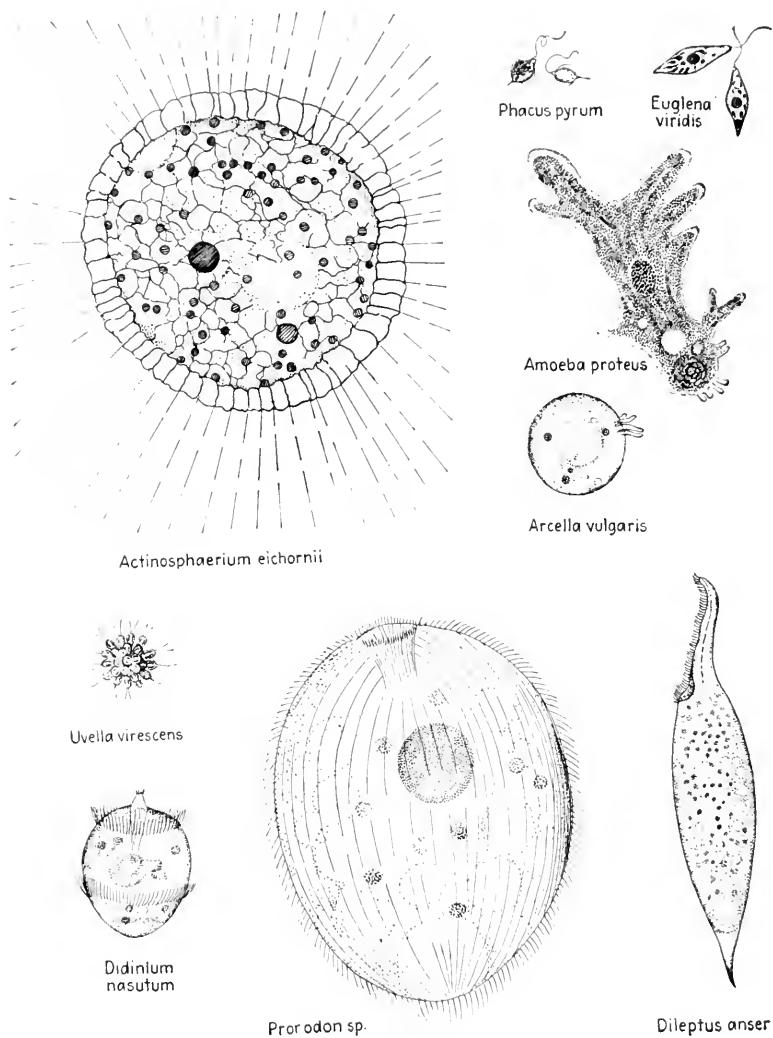 Phacus pyrum
Euglena
viridis
Amoeba proteus
Arcella vulgaris
Actinosphaerium eichornii
Uvella virescens
Didinium
nasutum
Prorodon sp.
Dileptus anser